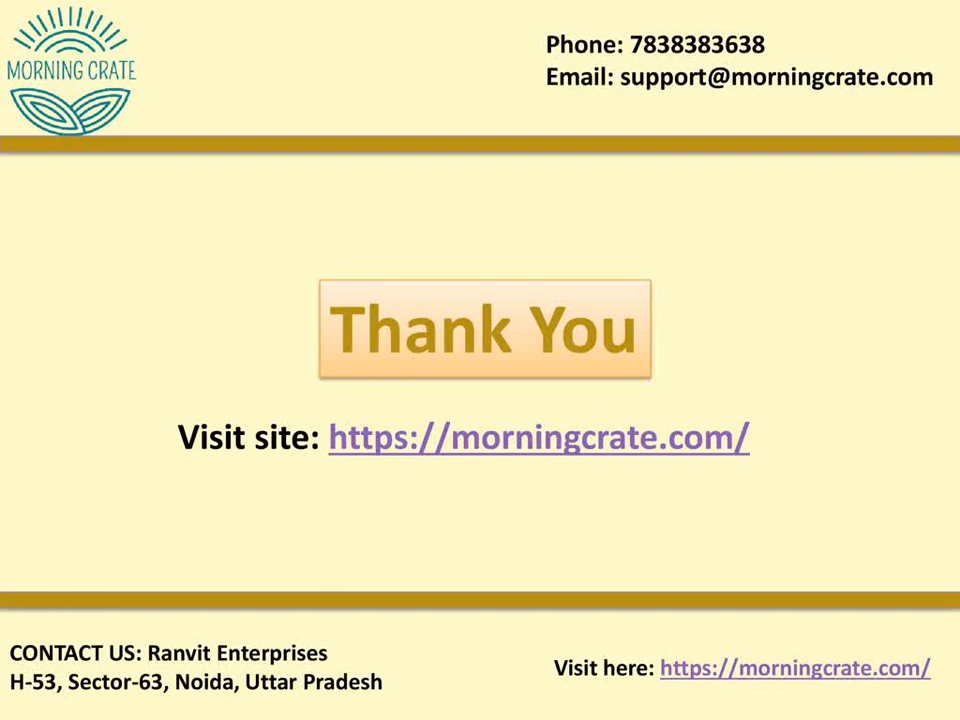 MORNING CRATE
Phone: 7838383638
Email: support@morningcrate.com
Thank You
Visit site: https://morningcrate.com/
CONTACT US: Ranvit Enterprises
H-53, Sector-63, Noida, Uttar Pradesh
Visit here: https://morningcrate.com/